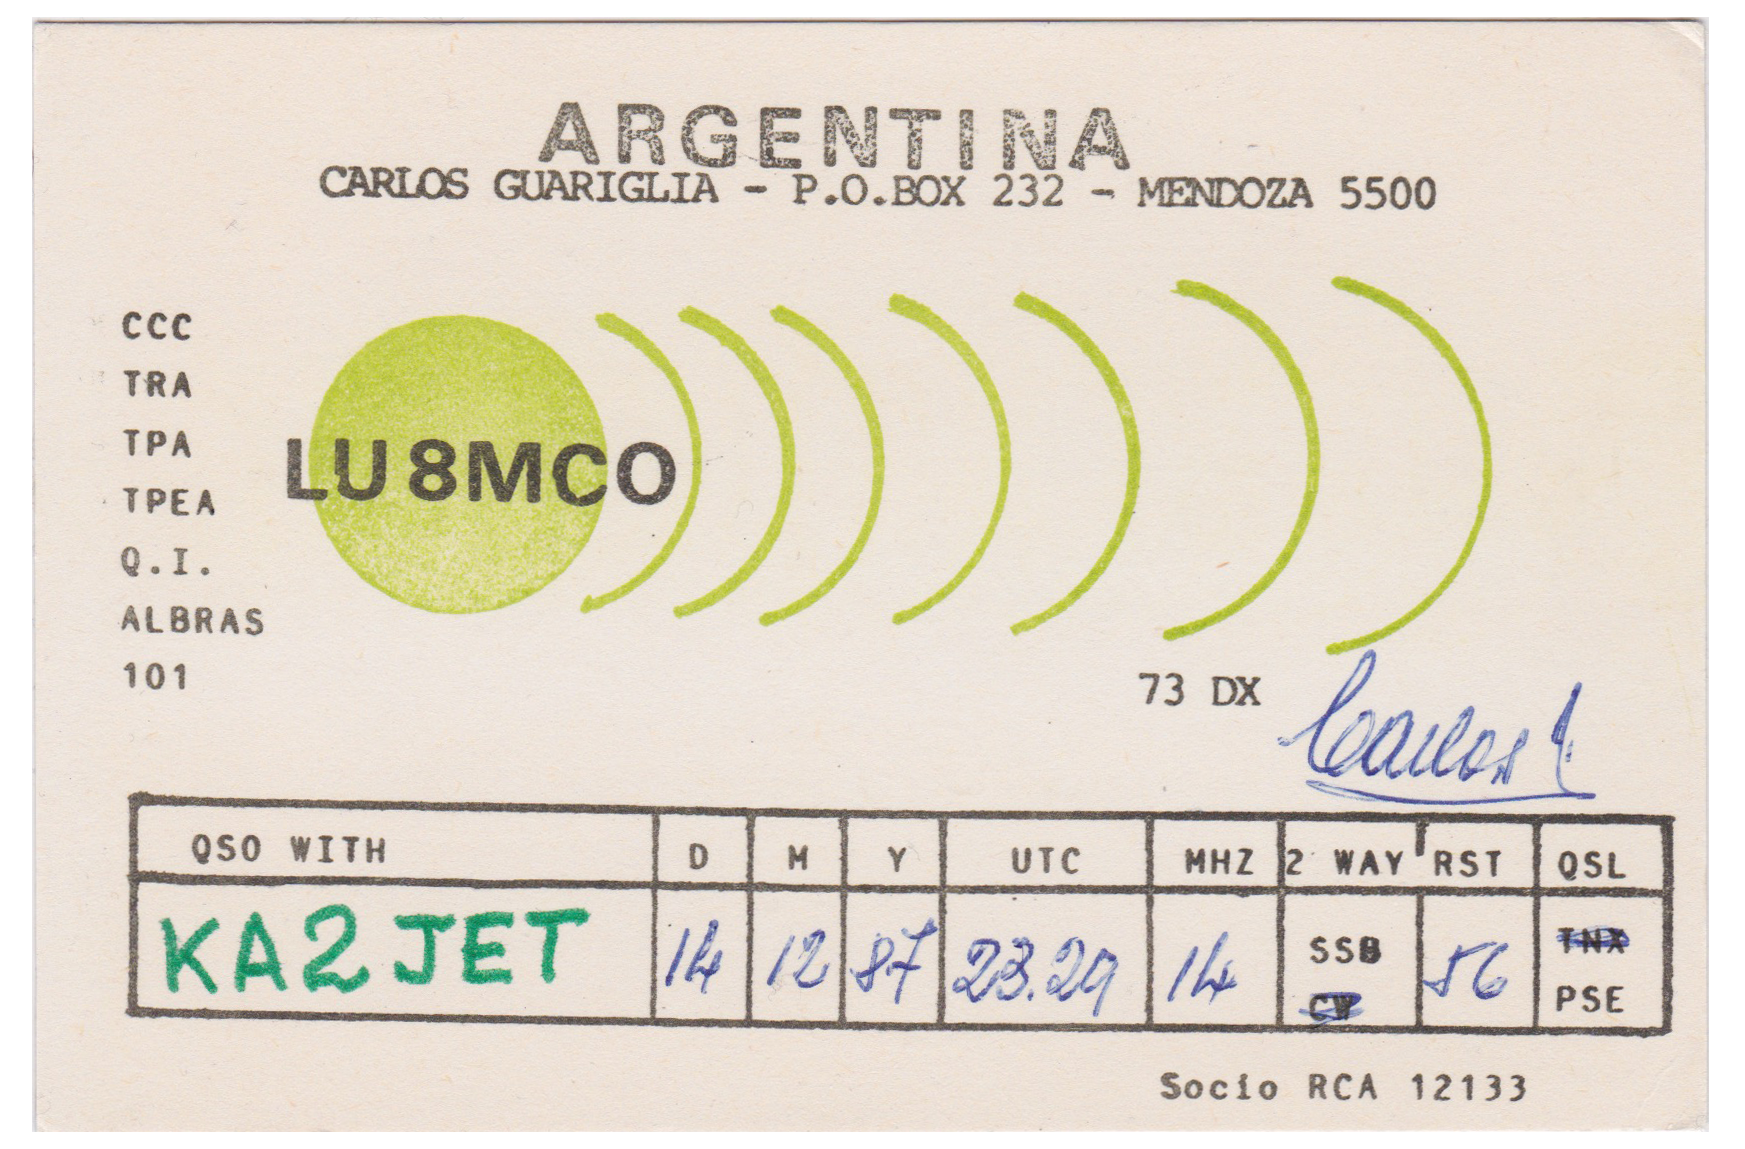 ARGENTINA
CARLOS GUARIGLIA - P.O.BOX 232 - MENDOZA 5500
CCC
TRA
TPA
TPEA
Q.I.
ALBRAS
101
LU8MCO
73 DX
Carlos
QSO WITH D M Y UTC MHZ 2 WAY RST QSL
KA2JET 14 12 87 23.29 14 SSB CW 56 TNX PSE
Socio RCA 12133